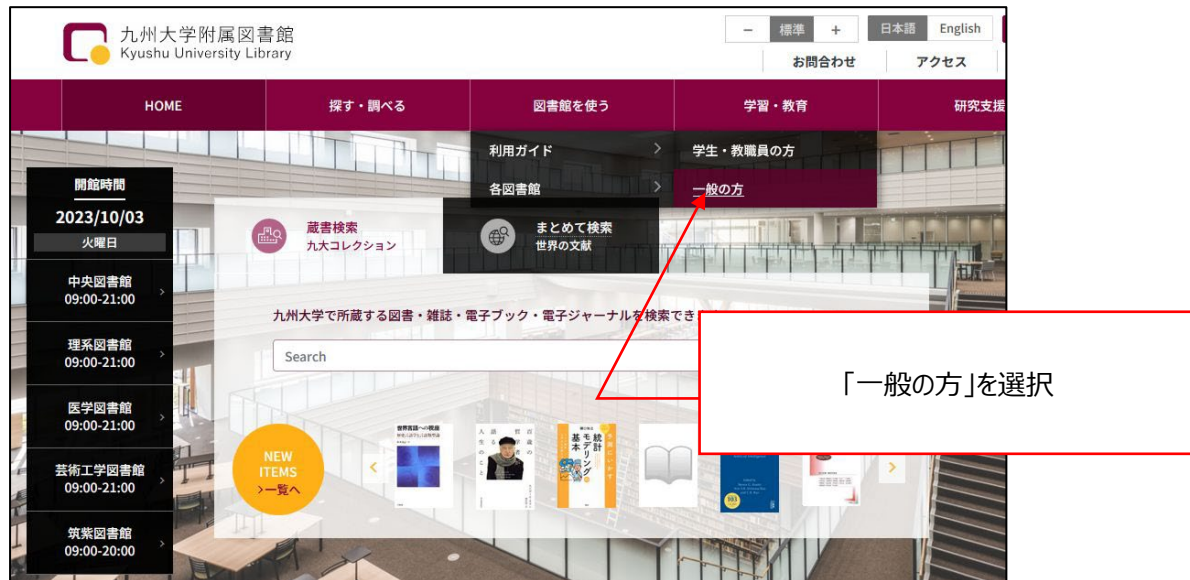 九州大学附属図書館
Kyushu University Library
− 標準 +
日本語 English
お問合わせ
アクセス
HOME
探す・調べる
図書館を使う
学習・教育
研究支援
利用ガイド
各図書館
学生・教職員の方
一般の方
開館時間
2023/10/03
火曜日
中央図書館
09:00-21:00
理系図書館
09:00-21:00
医学図書館
09:00-21:00
芸術工学図書館
09:00-21:00
筑紫図書館
09:00-20:00
蔵書検索
九大コレクション
まとめて検索
世界の文献
九州大学で所蔵する図書・雑誌・電子ブック・電子ジャーナルを検索でき
Search
「一般の方」を選択
NEW
ITEMS
>一覧へ
世界言語への視座
統計
モデリングの
基本